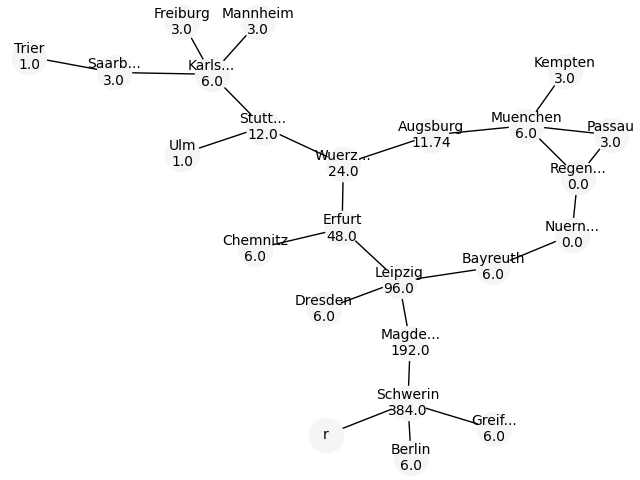 Freiburg
3.0
Mannheim
3.0
Trier
1.0
Saarb...
3.0
Karls...
6.0
Kempten
3.0
Stutt...
12.0
Augsburg
11.74
Muenchen
6.0
Passau
3.0
Ulm
1.0
Wuerz...
24.0
Regen...
0.0
Erfurt
48.0
Nuern...
0.0
Chemnitz
6.0
Leipzig
96.0
Bayreuth
6.0
Dresden
6.0
Magde...
192.0
Schwerin
384.0
r
Greif...
6.0
Berlin
6.0